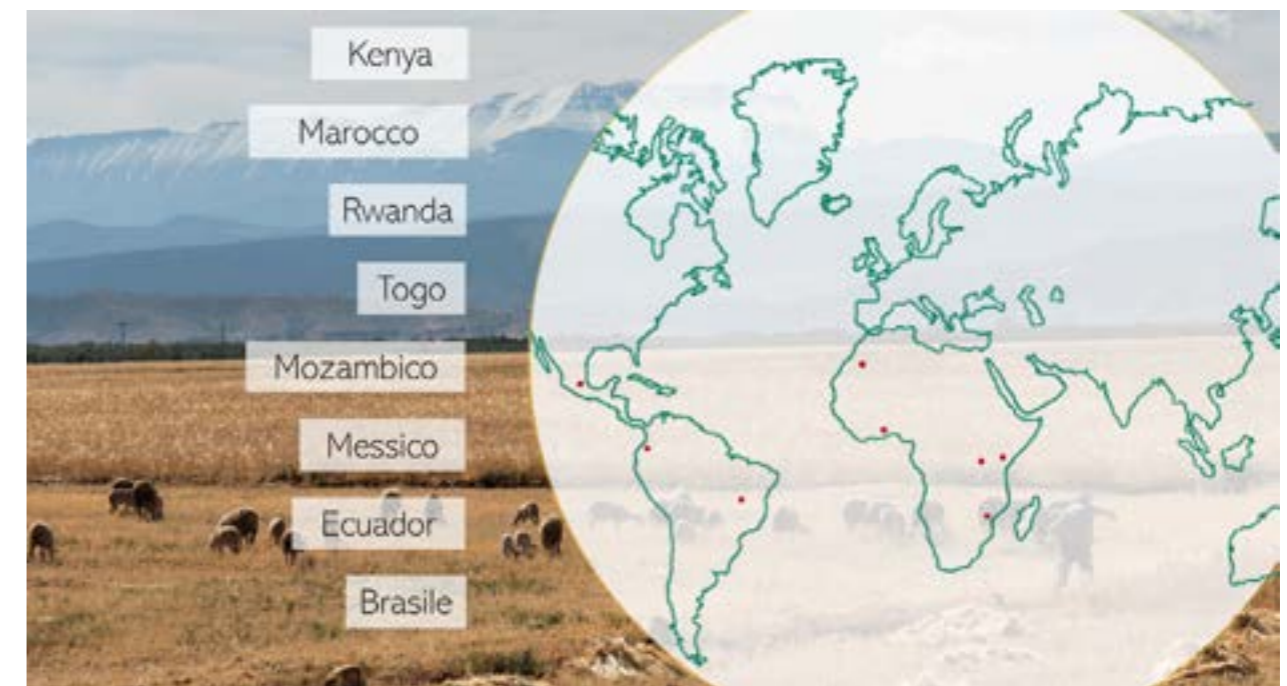 Kenya
Marocco
Rwanda
Togo
Mozambico
Messico
Ecuador
Brasile